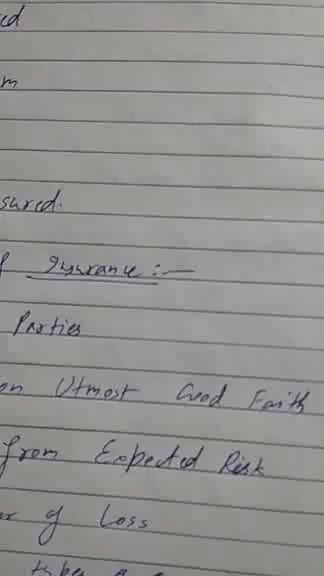 m
sured.
Insurance :-
Parties
on Utmost Good Faith
from Expected Risk
of Loss